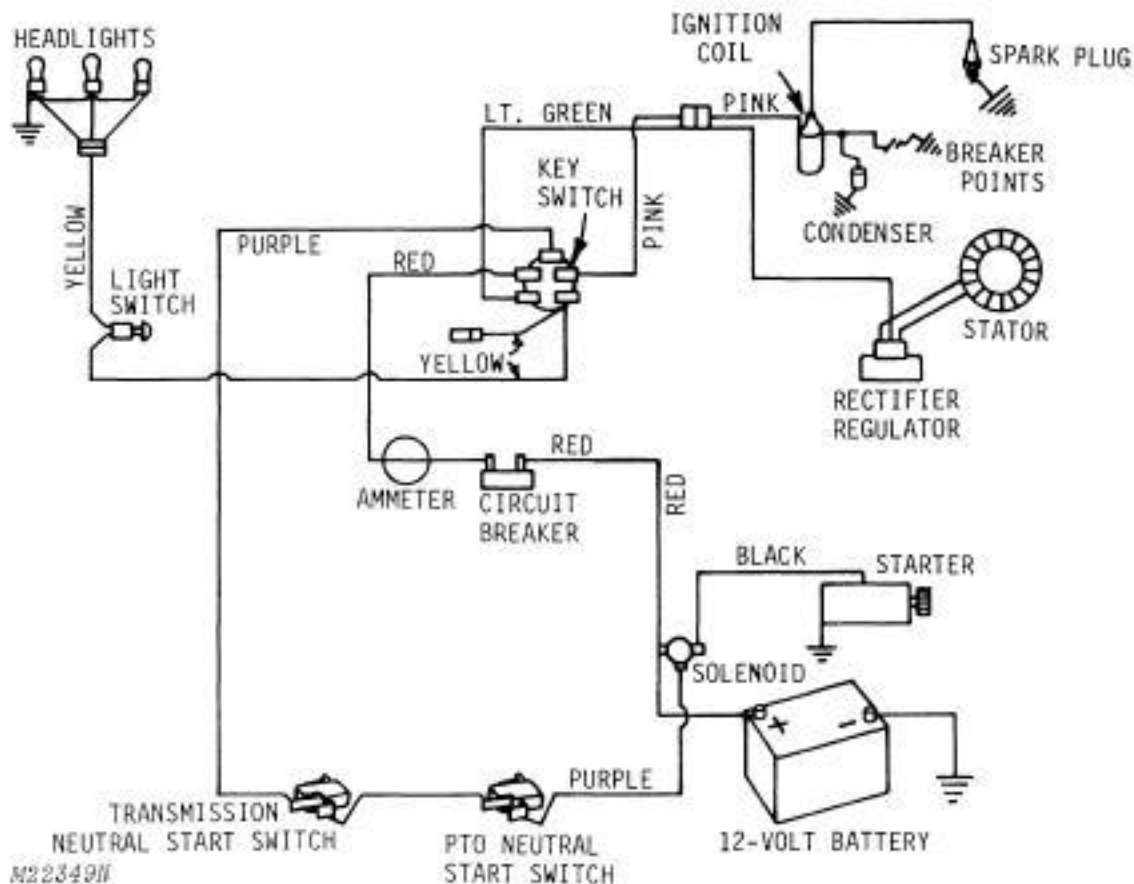 HEADLIGHTS
IGNITION
COIL
SPARK PLUG
LT. GREEN
PINK
BREAKER
POINTS
KEY
SWITCH
PINK
CONDENSER
PURPLE
RED
YELLOW
LIGHT
SWITCH
STATOR
YELLOW
RECTIFIER
REGULATOR
RED
RED
AMMETER
CIRCUIT
BREAKER
BLACK
STARTER
SOLENOID
+ −
PURPLE
TRANSMISSION
NEUTRAL START SWITCH
PTO NEUTRAL
START SWITCH
12-VOLT BATTERY
M22349N